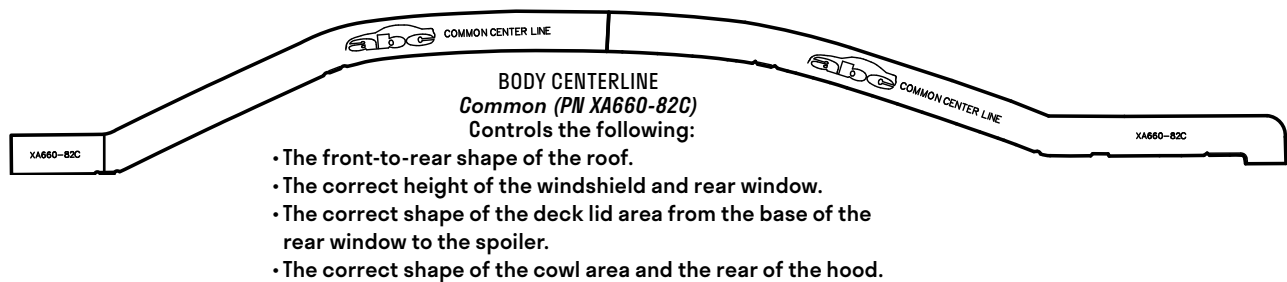 COMMON CENTER LINE
COMMON CENTER LINE
XA660-82C
XA660-82C
BODY CENTERLINE
Common (PN XA660-82C)
Controls the following:
• The front-to-rear shape of the roof.
• The correct height of the windshield and rear window.
• The correct shape of the deck lid area from the base of the
rear window to the spoiler.
• The correct shape of the cowl area and the rear of the hood.